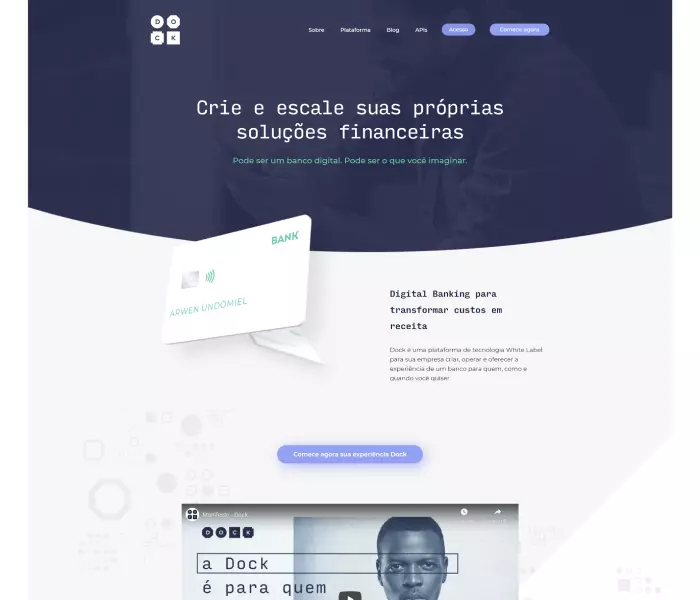 D O
C K
Sobre Plataforma Blog APIs Acesso Comece agora
Crie e escale suas próprias
soluções financeiras
Pode ser um banco digital. Pode ser o que você imaginar.
BANK
ARWEN UNDOMIEL
Digital Banking para
transformar custos em
receita
Dock é uma plataforma de tecnologia White Label
para sua empresa criar, operar e oferecer a
experiência de um banco para quem, como e
quando você quiser
Comece agora sua experiência Dock
Manifesto - Dock
D O C K
a Dock
é para quem